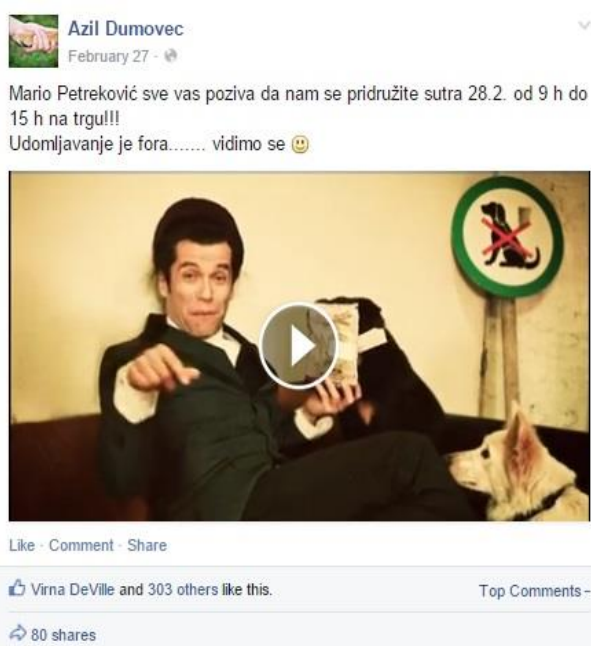 Azil Dumovec
February 27 ·
Mario Petreković sve vas poziva da nam se pridružite sutra 28.2. od 9 h do
15 h na trgu!!!
Udomljavanje je fora....... vidimo se
Like · Comment · Share
Virna DeVille and 303 others like this.
Top Comments
80 shares